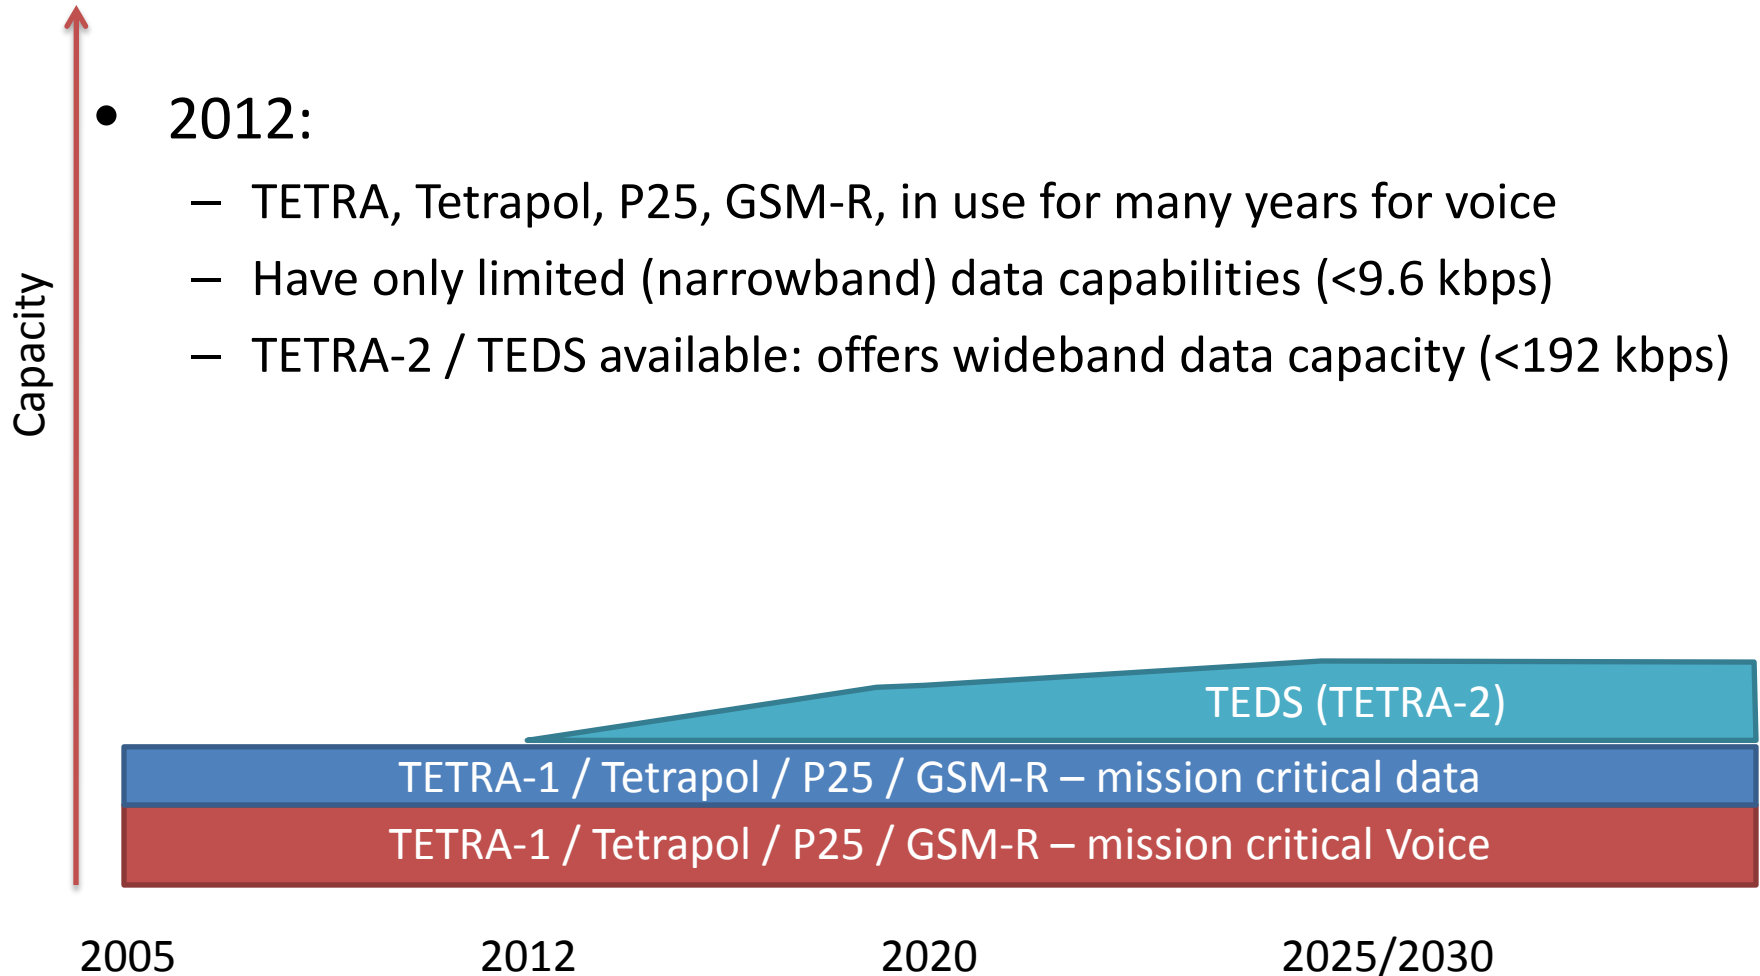 • 2012:
– TETRA, Tetrapol, P25, GSM-R, in use for many years for voice
– Have only limited (narrowband) data capabilities (<9.6 kbps)
– TETRA-2 / TEDS available: offers wideband data capacity (<192 kbps)
Capacity
TEDS (TETRA-2)
TETRA-1 / Tetrapol / P25 / GSM-R – mission critical data
TETRA-1 / Tetrapol / P25 / GSM-R – mission critical Voice
2005 2012 2020 2025/2030